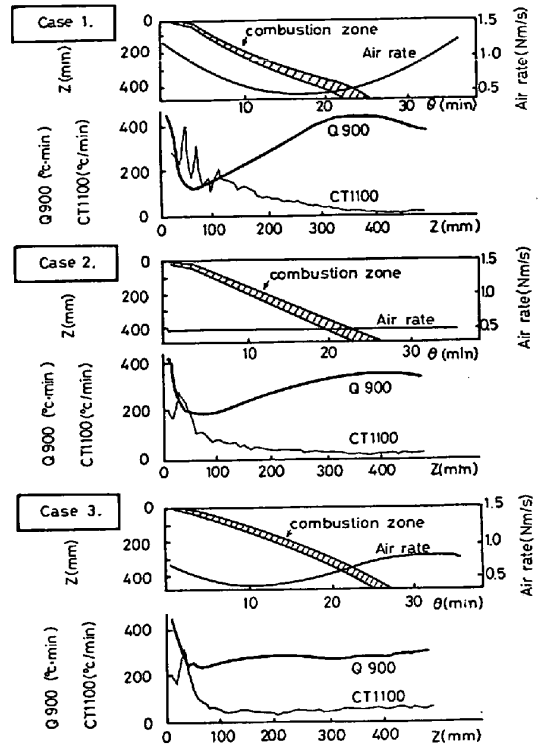 Case 1.
Z(mm)
0
200
400
combustion zone
Air rate
10
20
30
θ(min)
1.5
1.0
0.5
Air rate(Nm/s)
Q 900 (℃·min)
CT1100(℃/min)
400
200
0
Q 900
CT1100
0
100
200
300
400
Z(mm)
Case 2.
Z(mm)
0
200
400
combustion zone
Air rate
10
20
30
θ(min)
1.5
1.0
0.5
Air rate(Nm/s)
Q 900 (℃·min)
CT1100(℃/min)
400
200
0
Q 900
CT1100
0
100
200
300
400
Z(mm)
Case 3.
Z(mm)
0
200
400
combustion zone
Air rate
10
20
30
θ(min)
1.5
1.0
0.5
Air rate(Nm/s)
Q 900 (℃·min)
CT1100(℃/min)
400
200
0
Q 900
CT1100
0
100
200
300
400
Z(mm)